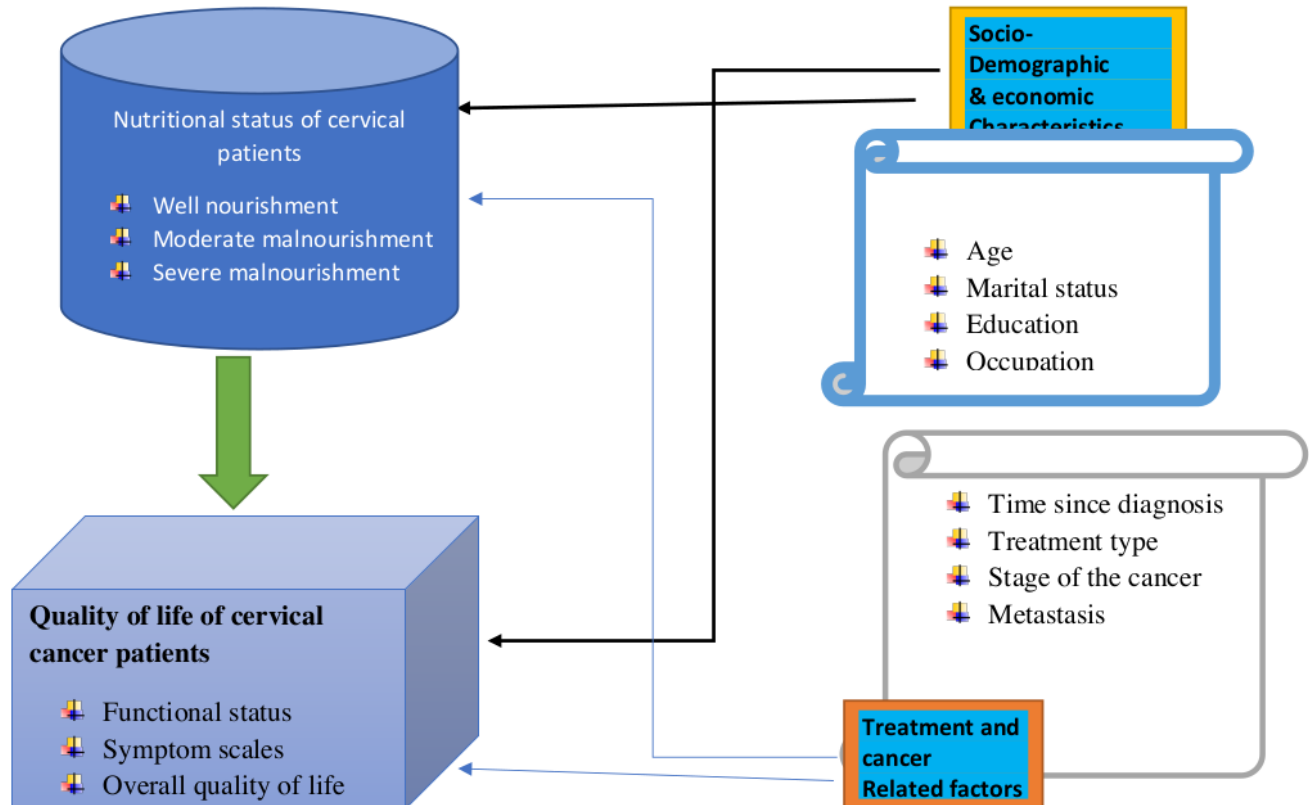 Nutritional status of cervical
patients
Well nourishment
Moderate malnourishment
Severe malnourishment
Socio-
Demographic
& economic
Characteristics
Age
Marital status
Education
Occupation
Time since diagnosis
Treatment type
Stage of the cancer
Metastasis
Quality of life of cervical
cancer patients
Functional status
Symptom scales
Overall quality of life
Treatment and
cancer
Related factors